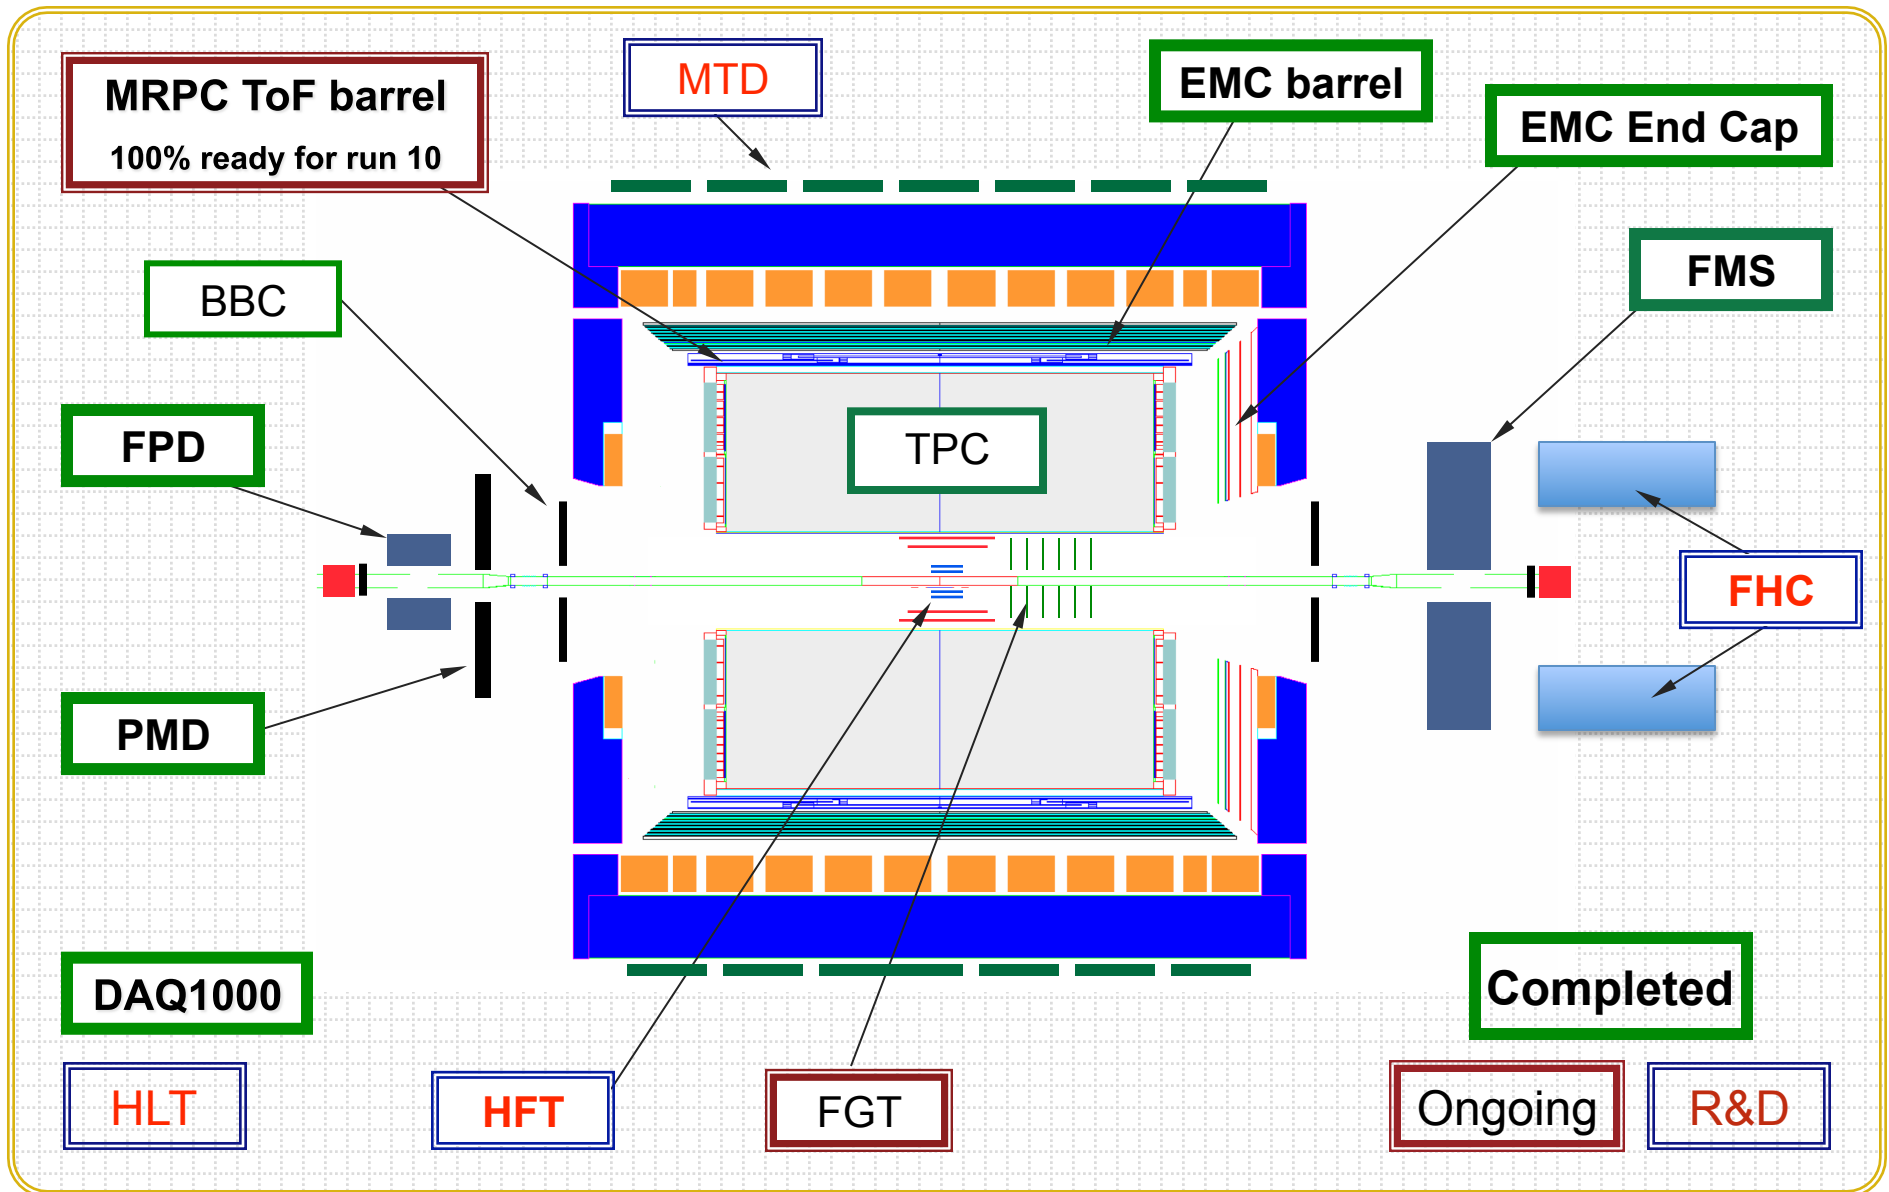 MRPC ToF barrel
100% ready for run 10
MTD
EMC barrel
EMC End Cap
BBC
FMS
FPD
TPC
FHC
PMD
DAQ1000
Completed
HLT
HFT
FGT
Ongoing
R&D